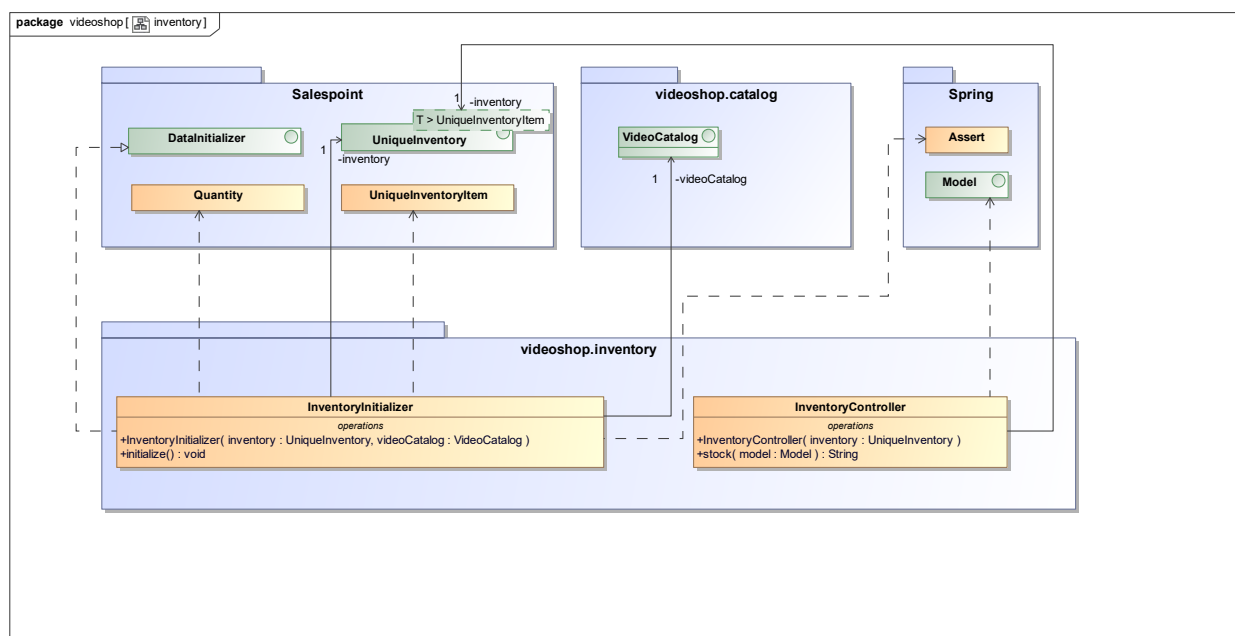 package videoshop [ inventory ]
Salespoint
videoshop.catalog
Spring
1
-inventory
T > UniqueInventoryItem
DataInitializer
UniqueInventory
VideoCatalog
Assert
1
-inventory
1
-videoCatalog
Model
Quantity
UniqueInventoryItem
videoshop.inventory
InventoryInitializer
operations
+InventoryInitializer( inventory : UniqueInventory, videoCatalog : VideoCatalog )
+initialize() : void
InventoryController
operations
+InventoryController( inventory : UniqueInventory )
+stock( model : Model ) : String